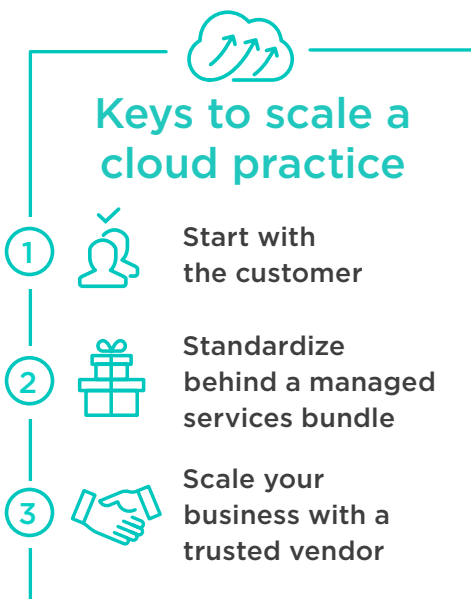 Keys to scale a
cloud practice
1
Start with
the customer
2
Standardize
behind a managed
services bundle
3
Scale your
business with a
trusted vendor